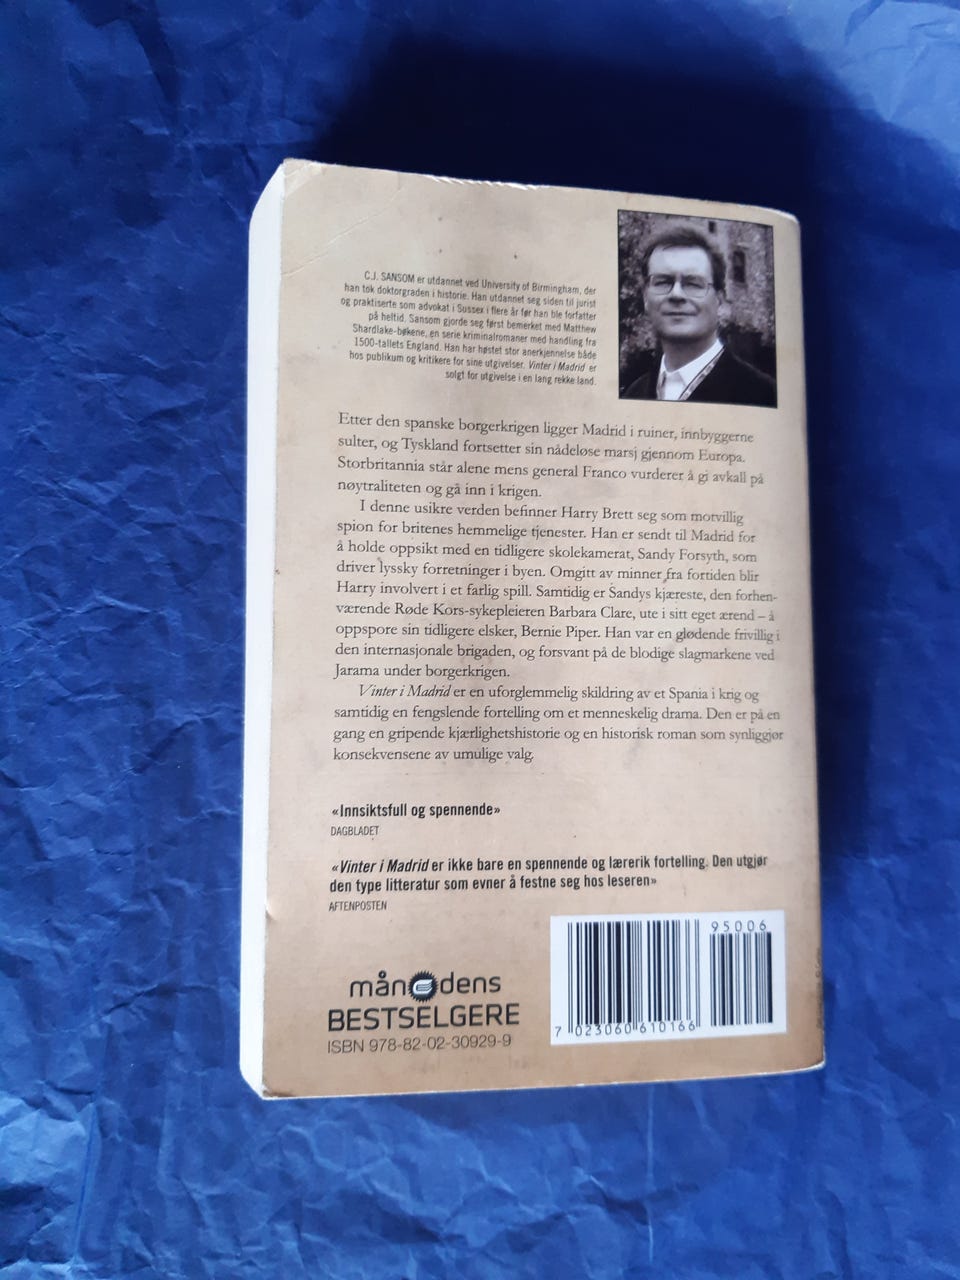 C.J. SANSOM er utdannet ved University of Birmingham, der
han tok doktorgraden i historie. Han utdannet seg siden til jurist
og praktiserte som advokat i Sussex i flere år før han ble forfatter
på heltid. Sansom gjorde seg først bemerket med Matthew
Shardlake-bøkene, en serie kriminalromaner med handling fra
1500-tallets England. Han har høstet stor anerkjennelse både
hos publikum og kritikere for sine utgivelser. Vinter i Madrid er
solgt for utgivelse i en lang rekke land.
Etter den spanske borgerkrigen ligger Madrid i ruiner, innbyggerne
sulter, og Tyskland fortsetter sin nådeløse marsj gjennom Europa.
Storbritannia står alene mens general Franco vurderer å gi avkall på
nøytraliteten og gå inn i krigen.
I denne usikre verden befinner Harry Brett seg som motvillig
spion for britenes hemmelige tjenester. Han er sendt til Madrid for
å holde oppsikt med en tidligere skolekamerat, Sandy Forsyth, som
driver lyssky forretninger i byen. Omgitt av minner fra fortiden blir
Harry involvert i et farlig spill. Samtidig er Sandys kjæreste, den forhen-
værende Røde Kors-sykepleieren Barbara Clare, ute i sitt eget ærend – å
oppspore sin tidligere elsker, Bernie Piper. Han var en glødende frivillig i
den internasjonale brigaden, og forsvant på de blodige slagmarkene ved
Jarama under borgerkrigen.
Vinter i Madrid er en uforglemmelig skildring av et Spania i krig og
samtidig en fengslende fortelling om et menneskelig drama. Den er på en
gang en gripende kjærlighetshistorie og en historisk roman som synliggjør
konsekvensene av umulige valg.
«Innsiktsfull og spennende»
DAGBLADET
«Vinter i Madrid er ikke bare en spennende og lærerik fortelling. Den utgjør
den type litteratur som evner å festne seg hos leseren»
AFTENPOSTEN
månedens
BESTSELGERE
ISBN 978-82-02-30929-9
95006
7 023060 610166